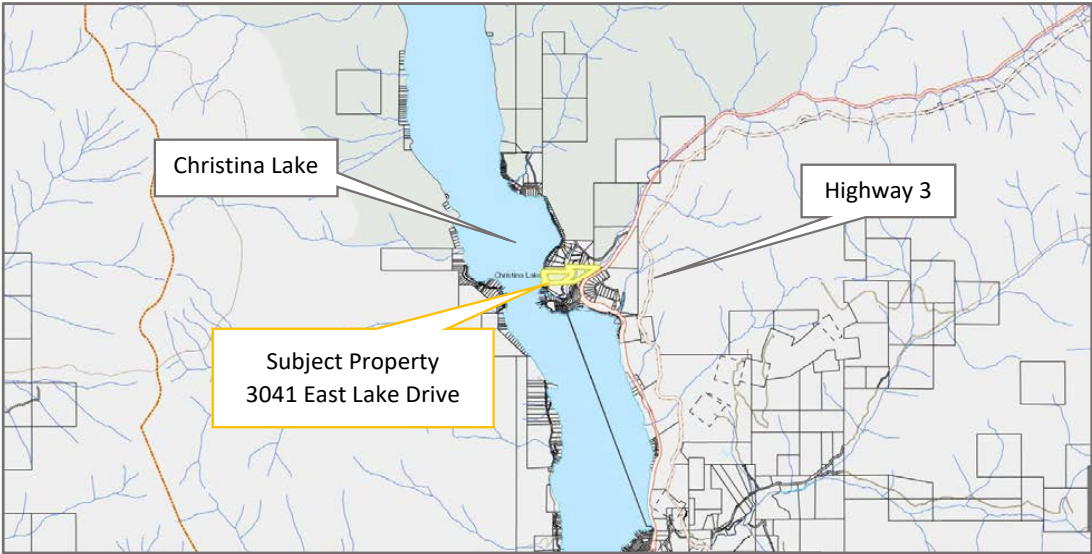 Christina Lake
Highway 3
Christina Lake
Subject Property
3041 East Lake Drive